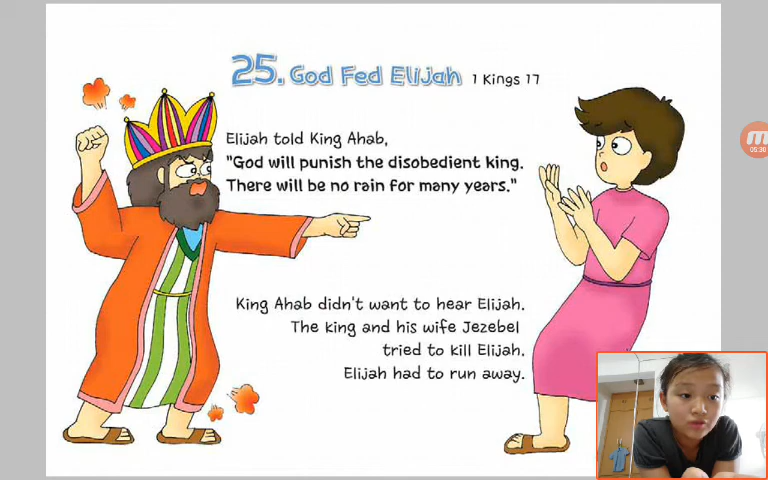 25. God Fed Elijah 1 Kings 17
Elijah told King Ahab,
"God will punish the disobedient king.
There will be no rain for many years."
King Ahab didn't want to hear Elijah.
The king and his wife Jezebel
tried to kill Elijah.
Elijah had to run away.
M
05:38